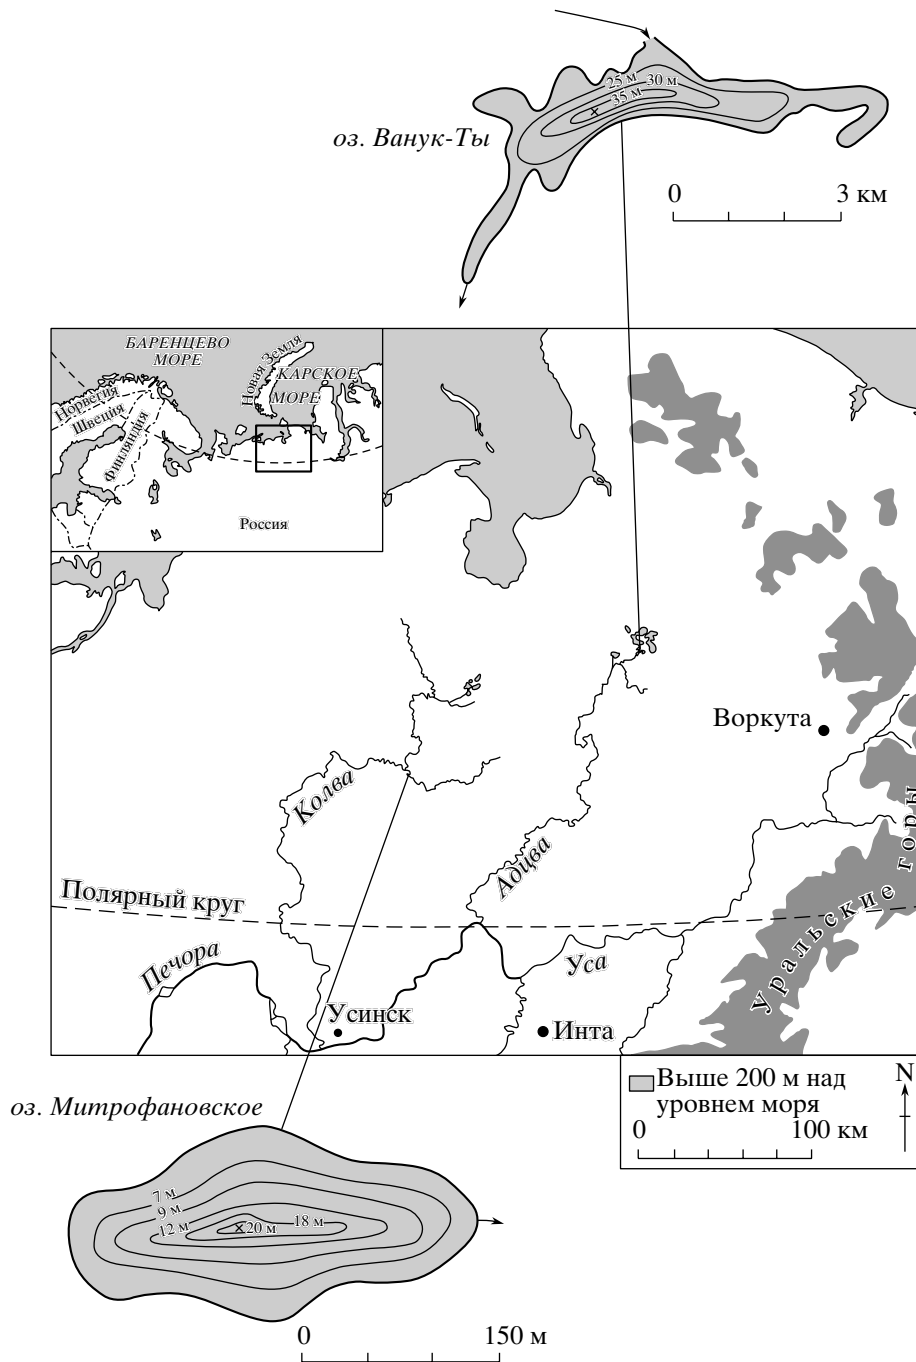 25 м
30 м
35 м
оз. Ванук-Ты
0
3 км
БАРЕНЦЕВО
МОРЕ
Новая Земля
КАРСКОЕ
МОРЕ
Норвегия
Швеция
Финляндия
Россия
Воркута
Колва
Адцва
Уральские горы
Полярный круг
Печора
Уса
Усинск
Инта
Выше 200 м над
уровнем моря
N
0
100 км
оз. Митрофановское
7 м
9 м
12 м
20 м
18 м
0
150 м